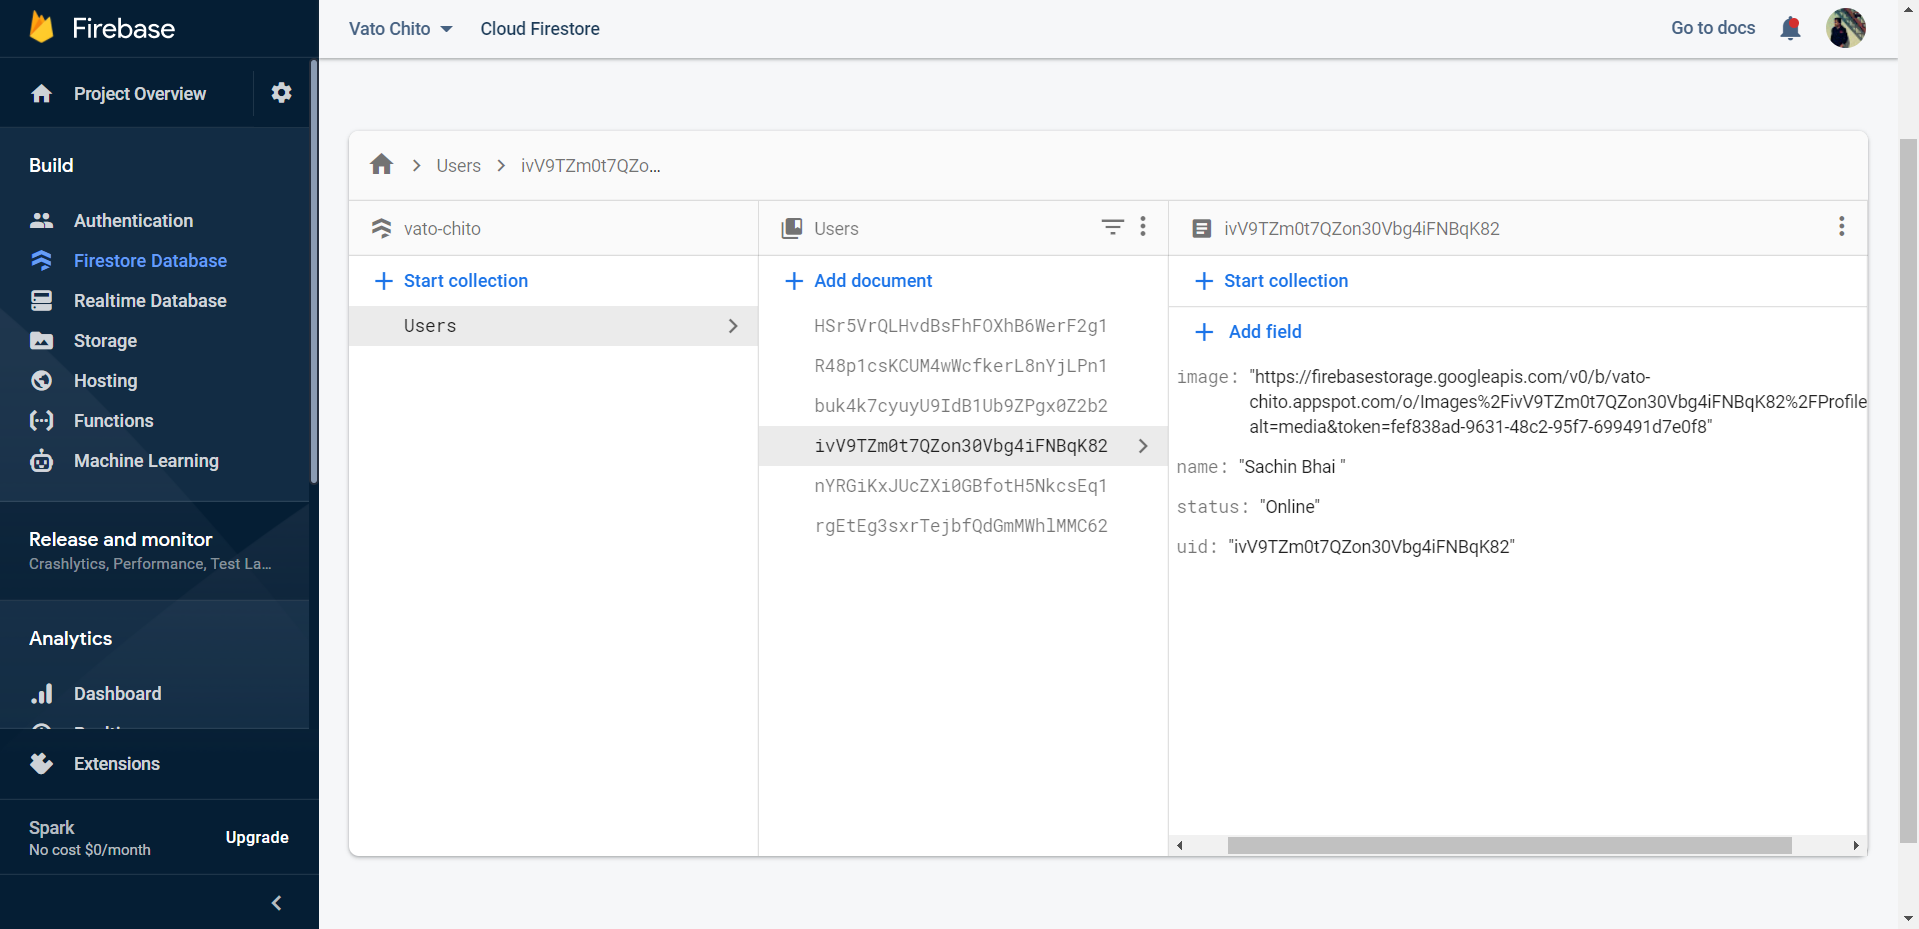 Firebase
Vato Chito
Cloud Firestore
Go to docs
Project Overview
Build
Authentication
Firestore Database
Realtime Database
Storage
Hosting
Functions
Machine Learning
Release and monitor
Crashlytics, Performance, Test La...
Analytics
Dashboard
Extensions
Spark
No cost $0/month
Upgrade
Users
ivV9TZm0t7QZo...
vato-chito
Start collection
Users
Users
Add document
HSr5VrQLHvdBsFhFOXhB6WerF2g1
R48p1csKCUM4wWcfkerL8nYjLPn1
buk4k7cyuyU9IdB1Ub9ZPgx0Z2b2
ivV9TZm0t7QZon30Vbg4iFNBqK82
nYRGiKxJUcZXi0GBfotH5NkcsEq1
rgEtEg3sxrTejbfQdGmMWhlMMC62
ivV9TZm0t7QZon30Vbg4iFNBqK82
Start collection
Add field
image: "https://firebasestorage.googleapis.com/v0/b/vato-
chito.appspot.com/o/Images%2FivV9TZm0t7QZon30Vbg4iFNBqK82%2FProfile
alt=media&token=fef838ad-9631-48c2-95f7-699491d7e0f8"
name: "Sachin Bhai "
status: "Online"
uid: "ivV9TZm0t7QZon30Vbg4iFNBqK82"